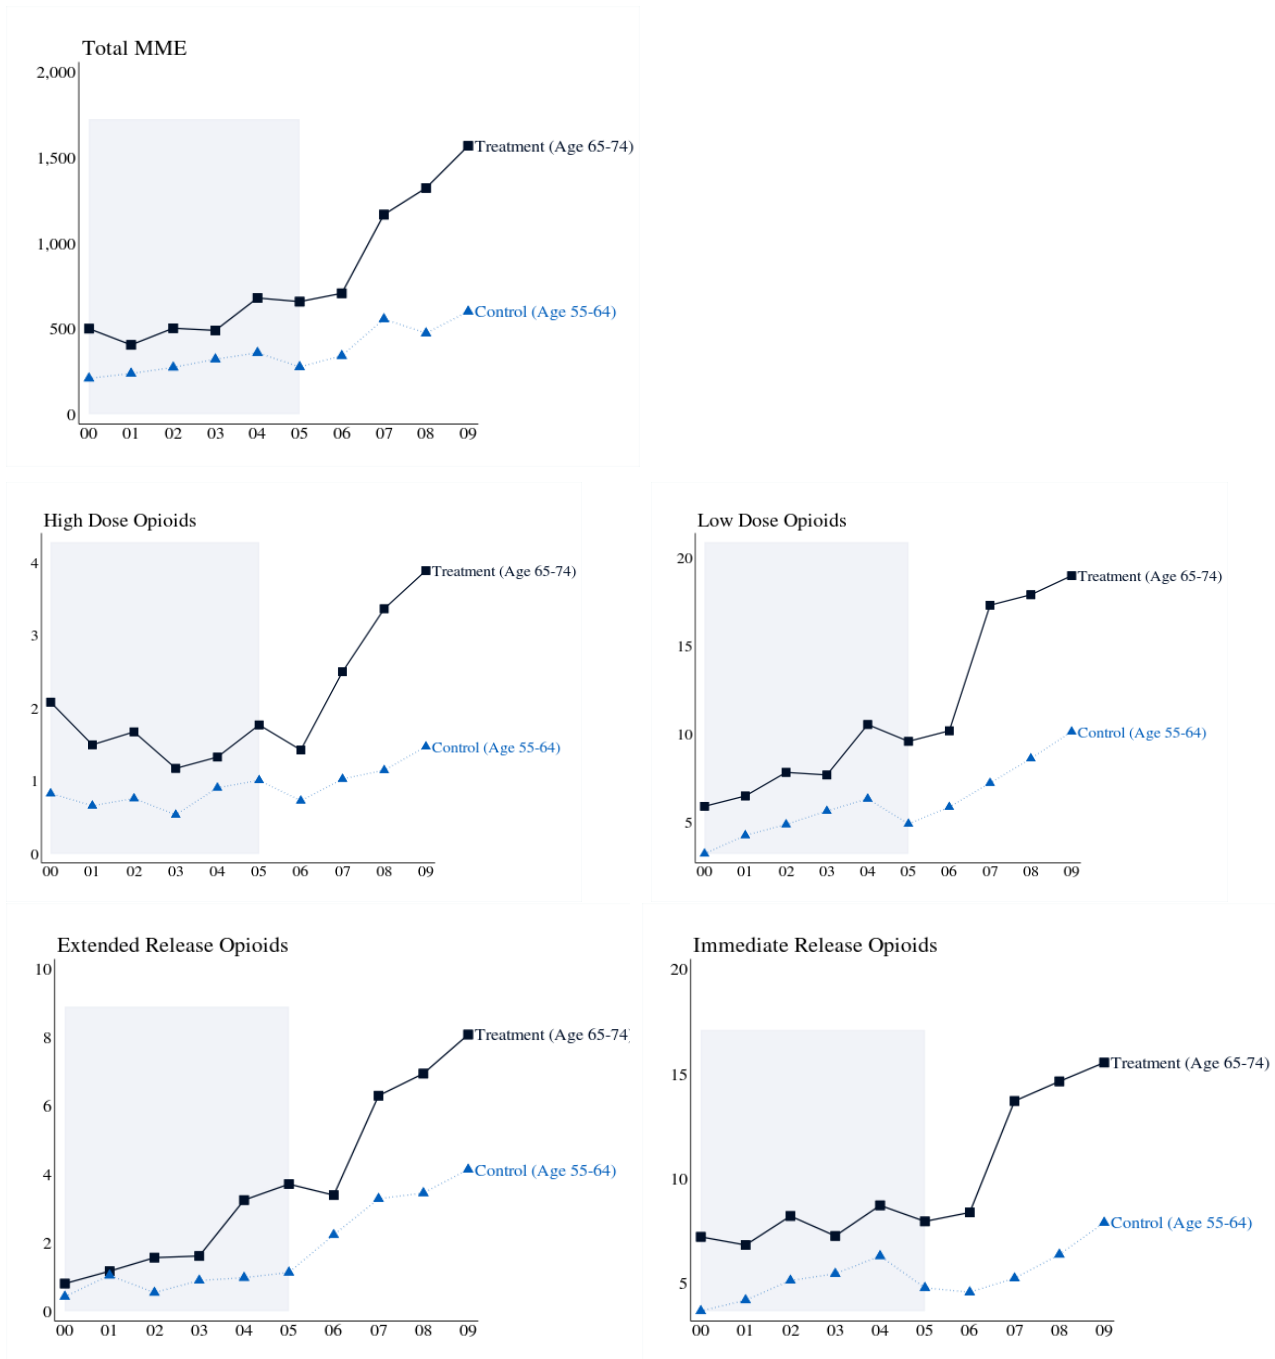 Total MME
2,000
1,500
1,000
500
0
Treatment (Age 65-74)
Control (Age 55-64)
00 01 02 03 04 05 06 07 08 09
High Dose Opioids
4
3
2
1
0
Treatment (Age 65-74)
Control (Age 55-64)
00 01 02 03 04 05 06 07 08 09
Low Dose Opioids
20
15
10
5
Treatment (Age 65-74)
Control (Age 55-64)
00 01 02 03 04 05 06 07 08 09
Extended Release Opioids
10
8
6
4
2
0
Treatment (Age 65-74)
Control (Age 55-64)
00 01 02 03 04 05 06 07 08 09
Immediate Release Opioids
20
15
10
5
Treatment (Age 65-74)
Control (Age 55-64)
00 01 02 03 04 05 06 07 08 09